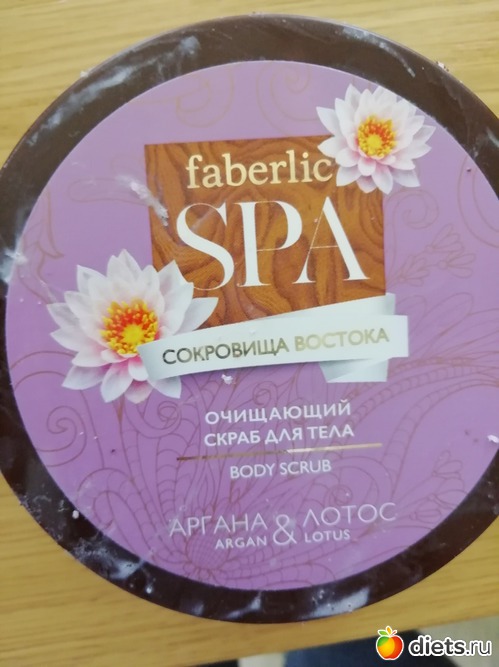 faberlic
SPA
СОКРОВИЩА ВОСТОКА
ОЧИЩАЮЩИЙ
СКРАБ ДЛЯ ТЕЛА
BODY SCRUB
АРГАНА & ЛОТОС
ARGAN LOTUS
diets.ru